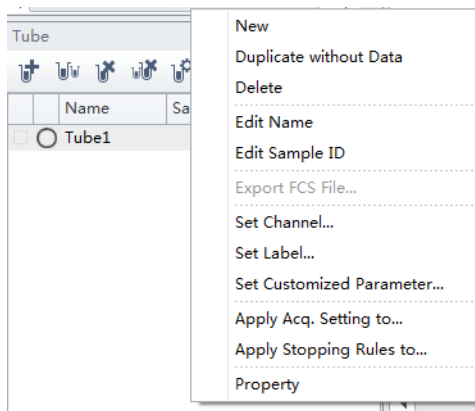 Tube
Name
Sa
Tube1
New
Duplicate without Data
Delete
Edit Name
Edit Sample ID
Export FCS File...
Set Channel...
Set Label...
Set Customized Parameter...
Apply Acq. Setting to...
Apply Stopping Rules to...
Property